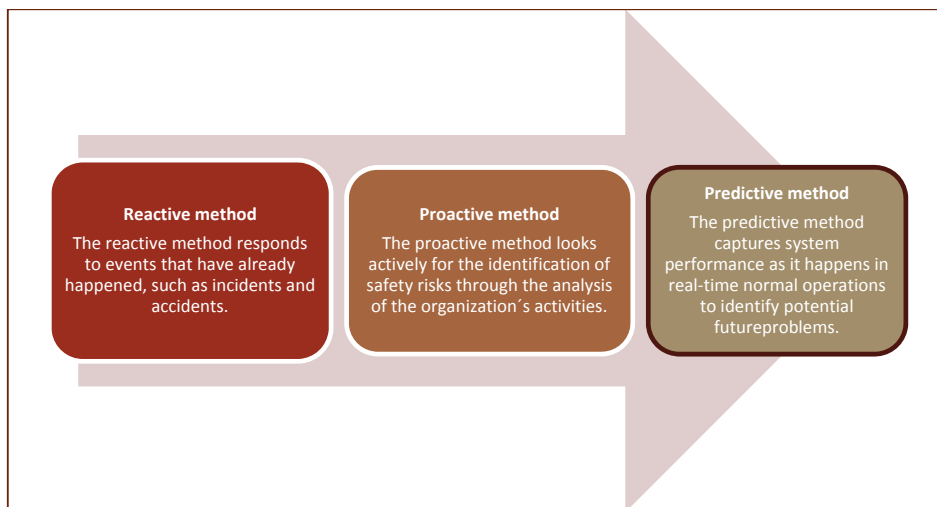 Reactive method
The reactive method responds
to events that have already
happened, such as incidents and
accidents.
Proactive method
The proactive method looks
actively for the identification of
safety risks through the analysis
of the organization´s activities.
Predictive method
The predictive method
captures system
performance as it happens in
real-time normal operations
to identify potential
futureproblems.